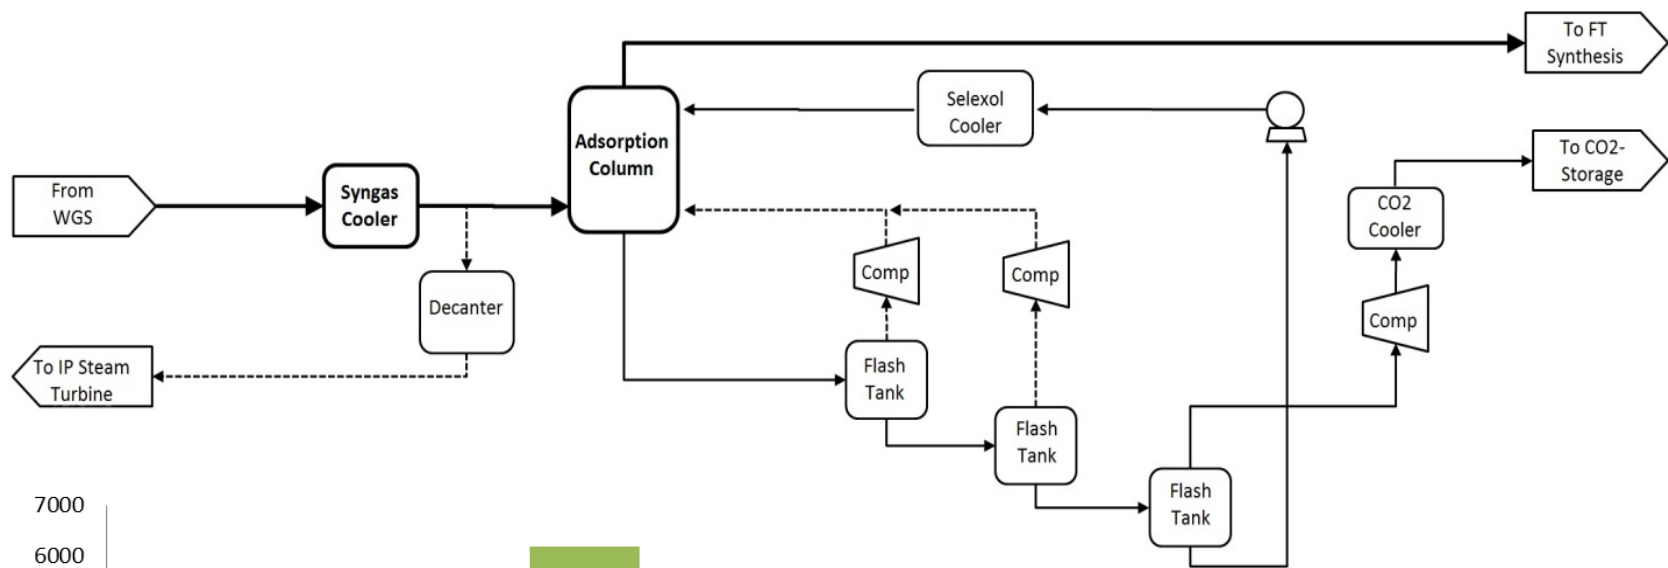 To FT
Synthesis
Selexol
Cooler
Adsorption
Column
To CO2-
Storage
From
WGS
Syngas
Cooler
CO2
Cooler
Comp
Comp
Decanter
Comp
To IP Steam
Turbine
Flash
Tank
Flash
Tank
Flash
Tank
7000
6000